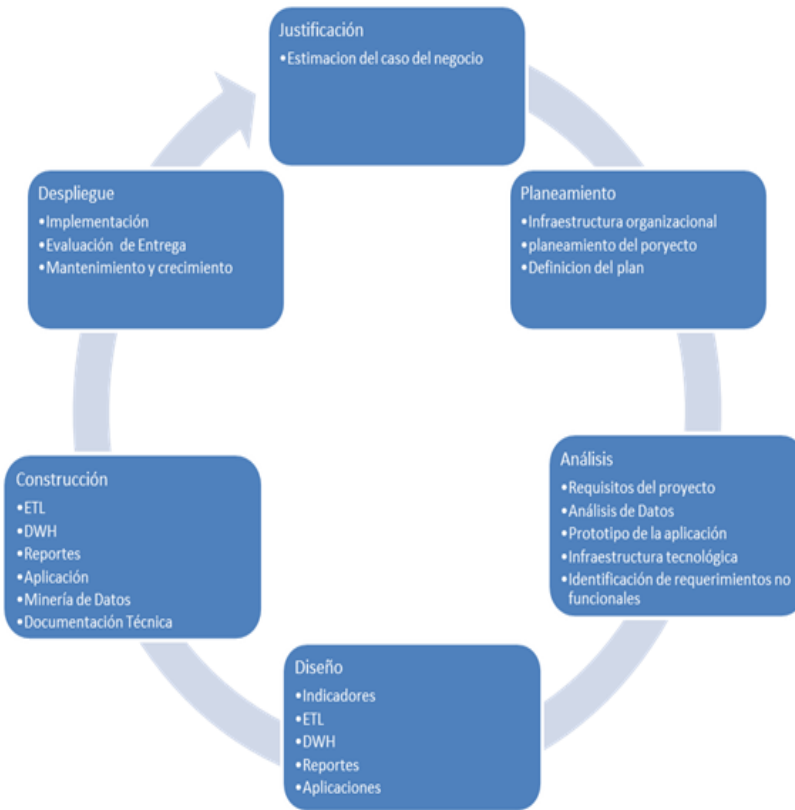 Justificación
•Estimacion del caso del negocio
Planeamiento
•Infraestructura organizacional
•planeamiento del poryecto
•Definicion del plan
Análisis
•Requisitos del proyecto
•Análisis de Datos
•Prototipo de la aplicación
•Infraestructura tecnológica
•Identificación de requerimientos no
funcionales
Diseño
•Indicadores
•ETL
•DWH
•Reportes
•Aplicaciones
Construcción
•ETL
•DWH
•Reportes
•Aplicación
•Minería de Datos
•Documentación Técnica
Despliegue
•Implementación
•Evaluación de Entrega
•Mantenimiento y crecimiento